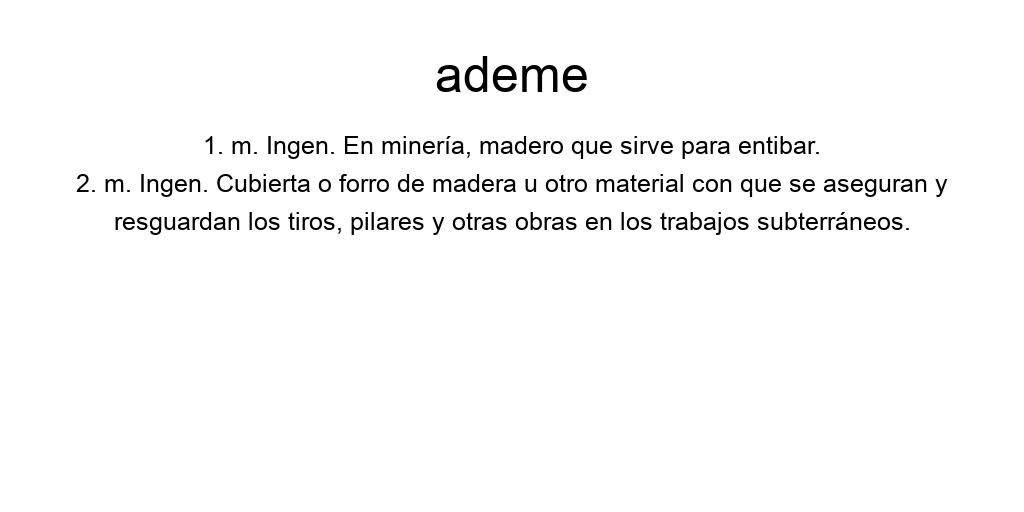 ademe
1. m. Ingen. En minería, madero que sirve para entibar.
2. m. Ingen. Cubierta o forro de madera u otro material con que se aseguran y
resguardan los tiros, pilares y otras obras en los trabajos subterráneos.